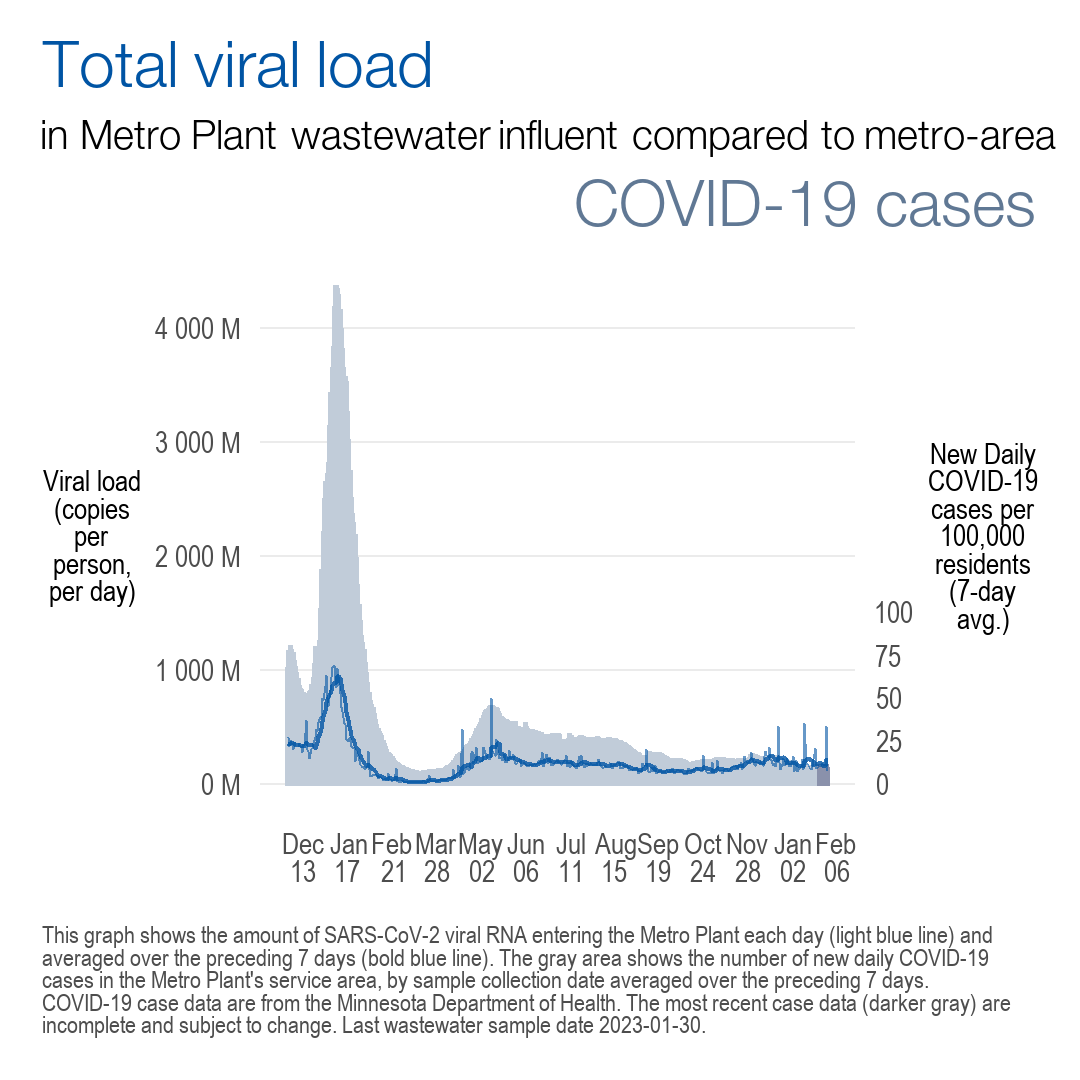 Total viral load
in Metro Plant wastewater influent compared to metro-area
COVID-19 cases
4 000 M
3 000 M
2 000 M
1 000 M
0 M
Viral load
(copies
per
person,
per day)
New Daily
COVID-19
cases per
100,000
residents
(7-day
avg.)
100
75
50
25
0
Dec Jan Feb Mar May Jun Jul Aug Sep Oct Nov Jan Feb
13 17 21 28 02 06 11 15 19 24 28 02 06
This graph shows the amount of SARS-CoV-2 viral RNA entering the Metro Plant each day (light blue line) and
averaged over the preceding 7 days (bold blue line). The gray area shows the number of new daily COVID-19
cases in the Metro Plant's service area, by sample collection date averaged over the preceding 7 days.
COVID-19 case data are from the Minnesota Department of Health. The most recent case data (darker gray) are
incomplete and subject to change. Last wastewater sample date 2023-01-30.